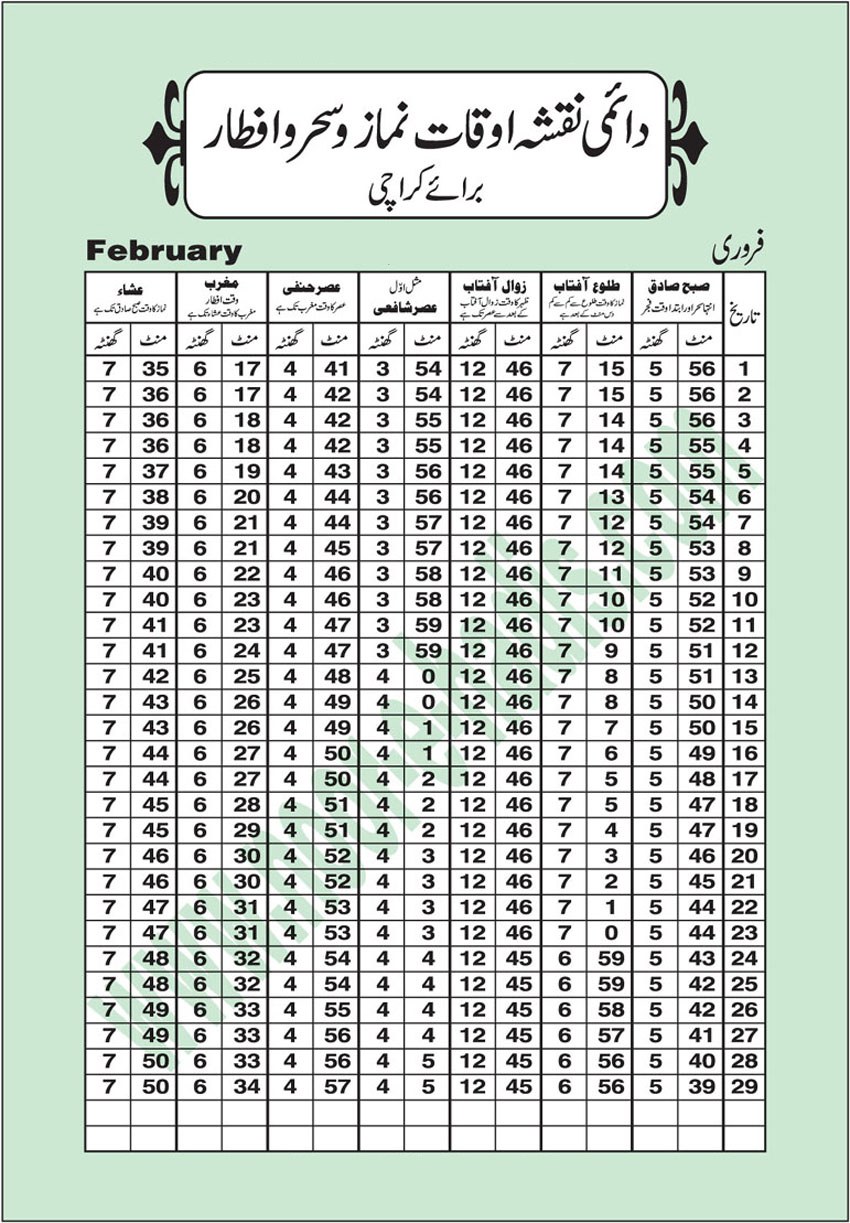 دائمی نقشہ اوقات نماز و سحر و افطار
برائے کراچی
February فروری
تاریخ صبح صادق طلوع آفتاب زوال آفتاب مثل اوّل عصر شافعی عصر حنفی مغرب عشاء
انتہا سحر اور ابتدا وقت فجر
نماز کا وقت طلوع سے کم سے کم
دس منٹ کے بعد ہے
ظہر کا وقت زوال آفتاب
کے بعد سے عصر تک ہے
عصر کا وقت مغرب تک ہے
وقت افطار
مغرب کا وقت عشاء تک ہے
نماز کا وقت صبح صادق تک ہے
منٹ گھنٹہ منٹ گھنٹہ منٹ گھنٹہ منٹ گھنٹہ منٹ گھنٹہ منٹ گھنٹہ منٹ گھنٹہ
7 35 6 17 4 41 3 54 12 46 7 15 5 56 1
7 36 6 17 4 42 3 54 12 46 7 15 5 56 2
7 36 6 18 4 42 3 55 12 46 7 14 5 56 3
7 36 6 18 4 42 3 55 12 46 7 14 5 55 4
7 37 6 19 4 43 3 56 12 46 7 14 5 55 5
7 38 6 20 4 44 3 56 12 46 7 13 5 54 6
7 39 6 21 4 44 3 57 12 46 7 12 5 54 7
7 39 6 21 4 45 3 57 12 46 7 12 5 53 8
7 40 6 22 4 46 3 58 12 46 7 11 5 53 9
7 40 6 23 4 46 3 58 12 46 7 10 5 52 10
7 41 6 23 4 47 3 59 12 46 7 10 5 52 11
7 41 6 24 4 47 3 59 12 46 7 9 5 51 12
7 42 6 25 4 48 4 0 12 46 7 8 5 51 13
7 43 6 26 4 49 4 0 12 46 7 8 5 50 14
7 43 6 26 4 49 4 1 12 46 7 7 5 50 15
7 44 6 27 4 50 4 1 12 46 7 6 5 49 16
7 44 6 27 4 50 4 2 12 46 7 5 5 48 17
7 45 6 28 4 51 4 2 12 46 7 5 5 47 18
7 45 6 29 4 51 4 2 12 46 7 4 5 47 19
7 46 6 30 4 52 4 3 12 46 7 3 5 46 20
7 46 6 30 4 52 4 3 12 46 7 2 5 45 21
7 47 6 31 4 53 4 3 12 46 7 1 5 44 22
7 47 6 31 4 53 4 3 12 46 7 0 5 44 23
7 48 6 32 4 54 4 4 12 45 6 59 5 43 24
7 48 6 32 4 54 4 4 12 45 6 59 5 42 25
7 49 6 33 4 55 4 4 12 45 6 58 5 42 26
7 49 6 33 4 56 4 4 12 45 6 57 5 41 27
7 50 6 33 4 56 4 5 12 45 6 56 5 40 28
7 50 6 34 4 57 4 5 12 45 6 56 5 39 29
www.noor-e-hadis.com